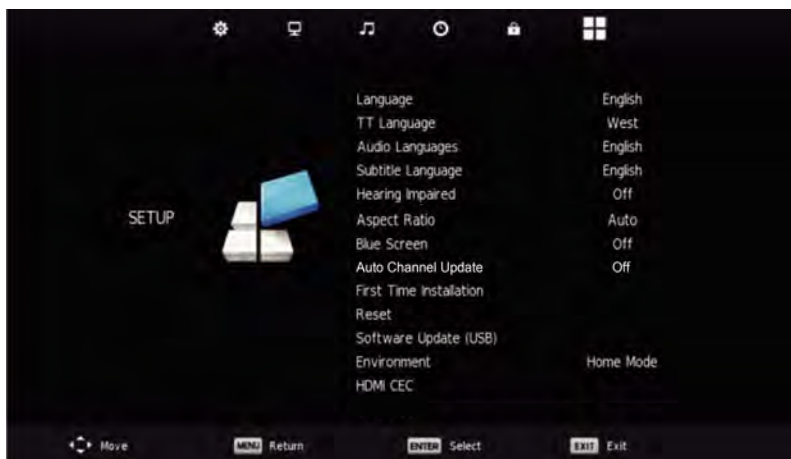 SETUP
Language English
TT Language West
Audio Languages English
Subtitle Language English
Hearing Impaired Off
Aspect Ratio Auto
Blue Screen Off
Auto Channel Update Off
First Time Installation
Reset
Software Update (USB)
Environment Home Mode
HDMI CEC
Move MENU Return ENTER Select EXIT Exit